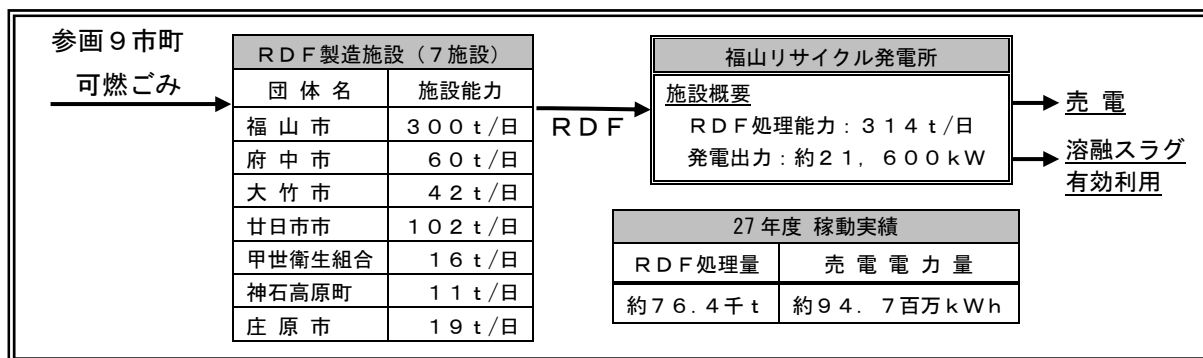 参画９市町
可燃ごみ
ＲＤＦ製造施設（７施設）
団体名 施設能力
福山市 ３００ｔ/日
府中市 ６０ｔ/日
大竹市 ４２ｔ/日
廿日市市 １０２ｔ/日
甲世衛生組合 １６ｔ/日
神石高原町 １１ｔ/日
庄原市 １９ｔ/日
ＲＤＦ
福山リサイクル発電所
施設概要
ＲＤＦ処理能力：３１４ｔ/日
発電出力：約２１，６００ｋＷ
売電
溶融スラグ
有効利用
27年度 稼動実績
ＲＤＦ処理量 売電電力量
約７６.４千ｔ 約９４．７百万ｋＷｈ